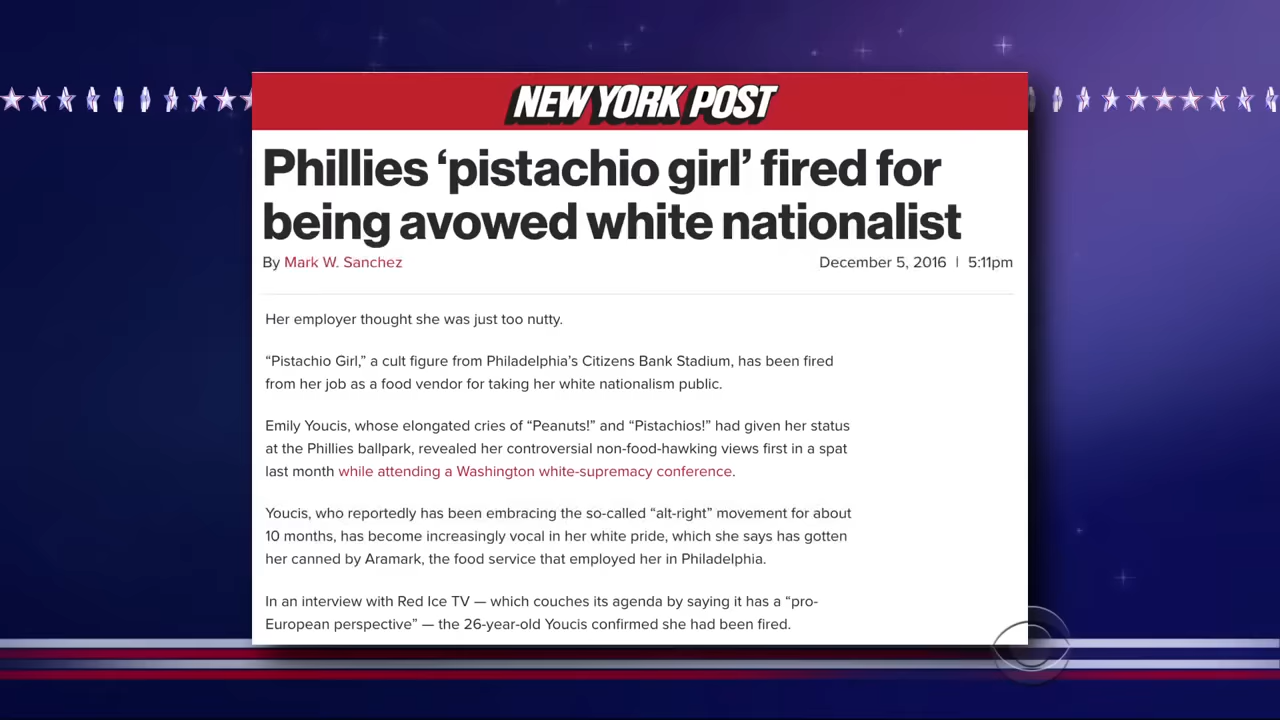 NEW YORK POST
Phillies ‘pistachio girl’ fired for
being avowed white nationalist
By Mark W. Sanchez
December 5, 2016 | 5:11pm
Her employer thought she was just too nutty.
“Pistachio Girl,” a cult figure from Philadelphia’s Citizens Bank Stadium, has been fired
from her job as a food vendor for taking her white nationalism public.
Emily Youcis, whose elongated cries of “Peanuts!” and “Pistachios!” had given her status
at the Phillies ballpark, revealed her controversial non-food-hawking views first in a spat
last month while attending a Washington white-supremacy conference.
Youcis, who reportedly has been embracing the so-called “alt-right” movement for about
10 months, has become increasingly vocal in her white pride, which she says has gotten
her canned by Aramark, the food service that employed her in Philadelphia.
In an interview with Red Ice TV — which couches its agenda by saying it has a “pro-
European perspective” — the 26-year-old Youcis confirmed she had been fired.